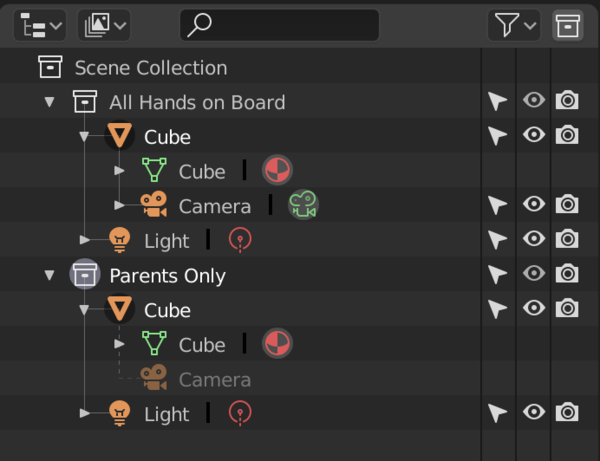 Scene Collection
All Hands on Board
Cube
Cube
Camera
Light
Parents Only
Cube
Cube
Camera
Light